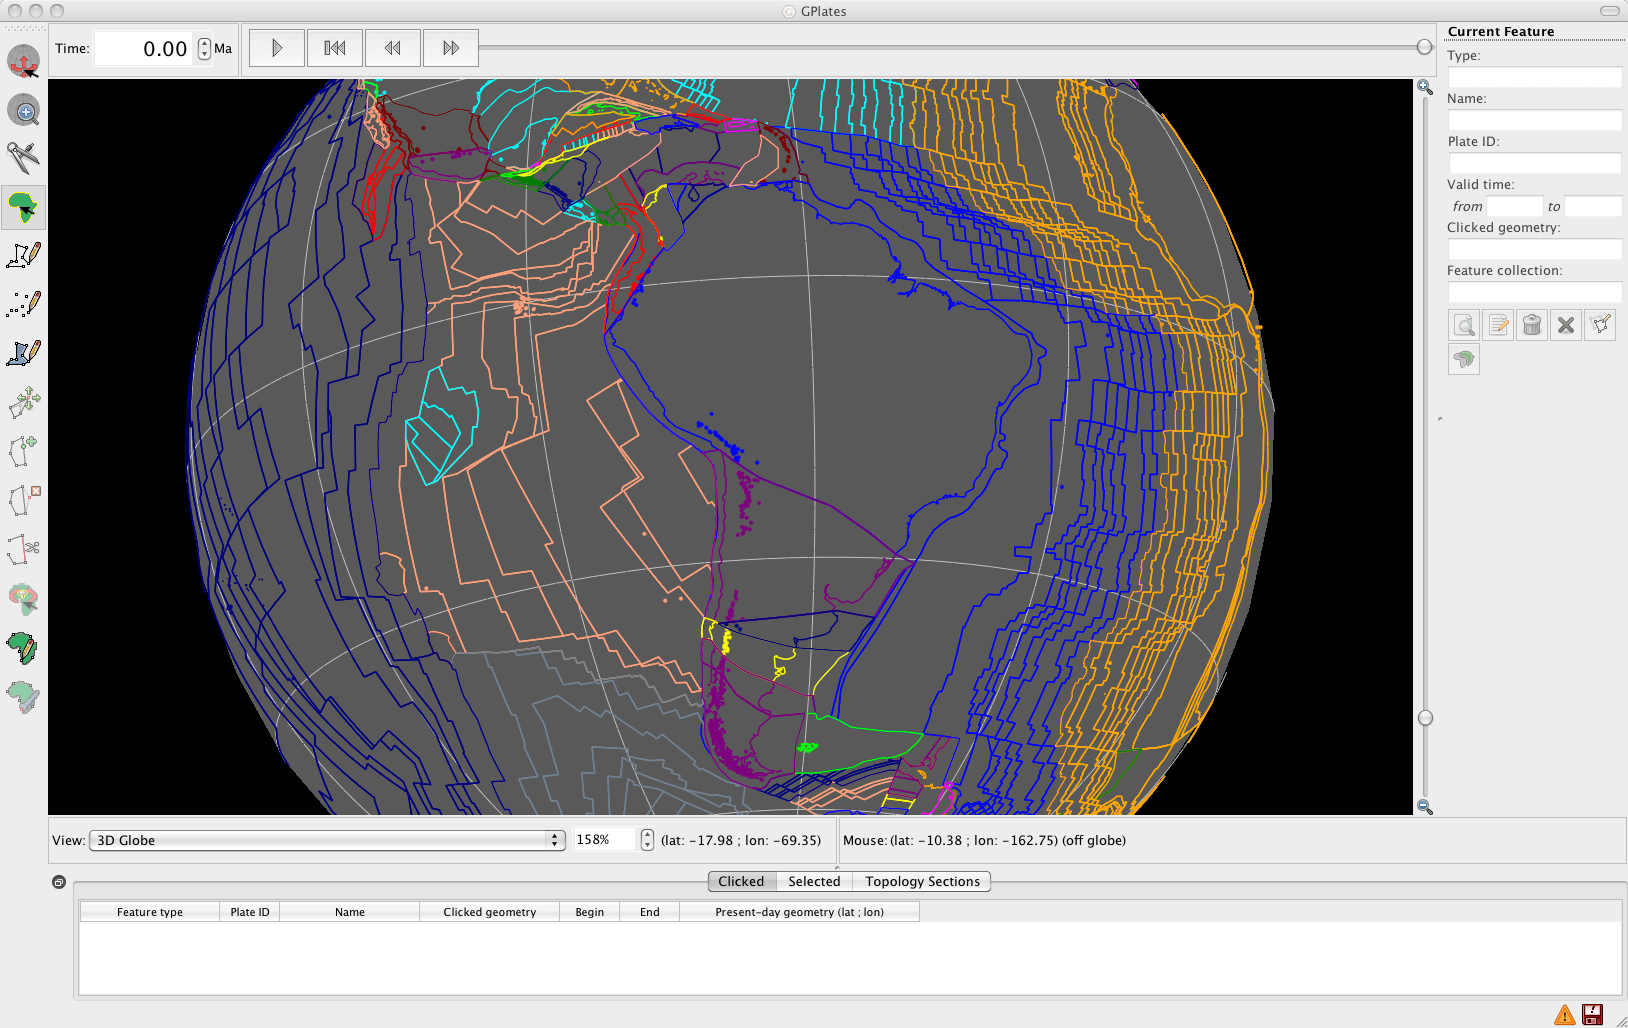 GPlates
Time: 0.00 Ma
Current Feature
Type:
Name:
Plate ID:
Valid time:
from to
Clicked geometry:
Feature collection:
View: 3D Globe 158% (lat: -17.98 ; lon: -69.35) Mouse: (lat: -10.38 ; lon: -162.75) (off globe)
Clicked Selected Topology Sections
Feature type Plate ID Name Clicked geometry Begin End Present-day geometry (lat ; lon)